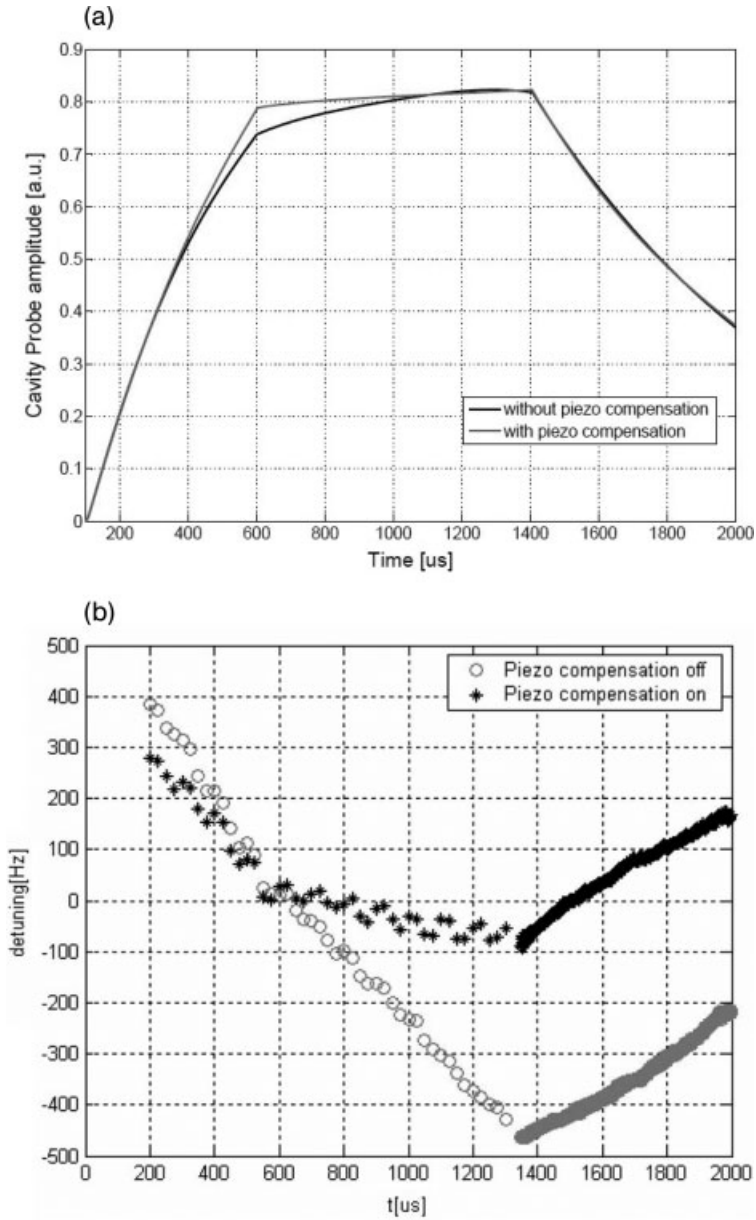 (a)
0.9
0.8
0.7
0.6
0.5
0.4
0.3
0.2
0.1
0
Cavity Probe amplitude [a.u.]
without piezo compensation
with piezo compensation
200 400 600 800 1000 1200 1400 1600 1800 2000
Time [us]
(b)
500
400
300
200
100
0
-100
-200
-300
-400
-500
detuning[Hz]
Piezo compensation off
Piezo compensation on
0 200 400 600 800 1000 1200 1400 1600 1800 2000
t[us]